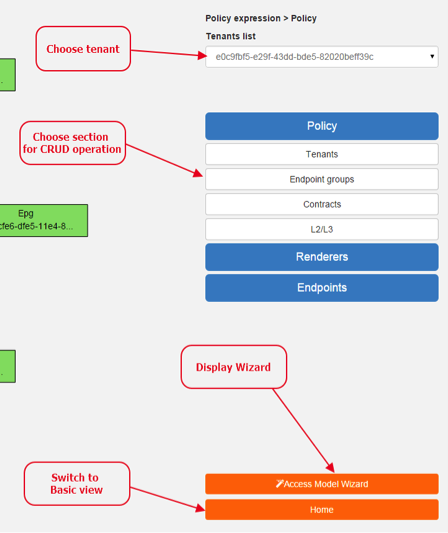 Policy expression > Policy
Tenants list
Choose tenant
e0c9fbf5-e29f-43dd-bde5-82020beff39c
Policy
Choose section
for CRUD operation
Tenants
Endpoint groups
Contracts
Epg
cfe6-dfe5-11e4-8...
L2/L3
Renderers
Endpoints
Display Wizard
Switch to
Basic view
Access Model Wizard
Home